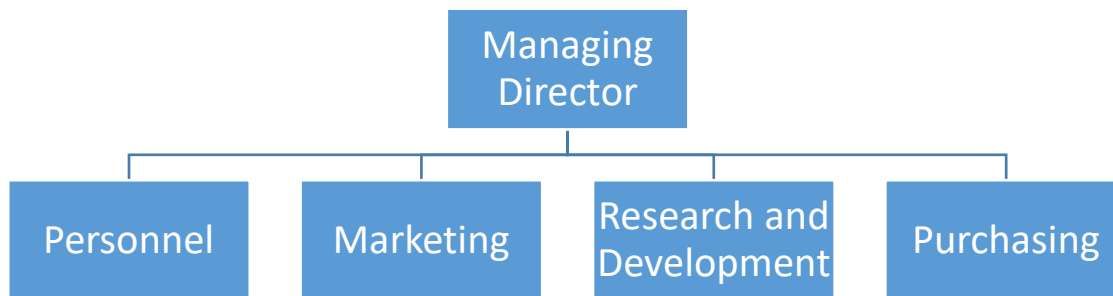 Managing
Director
Personnel
Marketing
Research and
Development
Purchasing